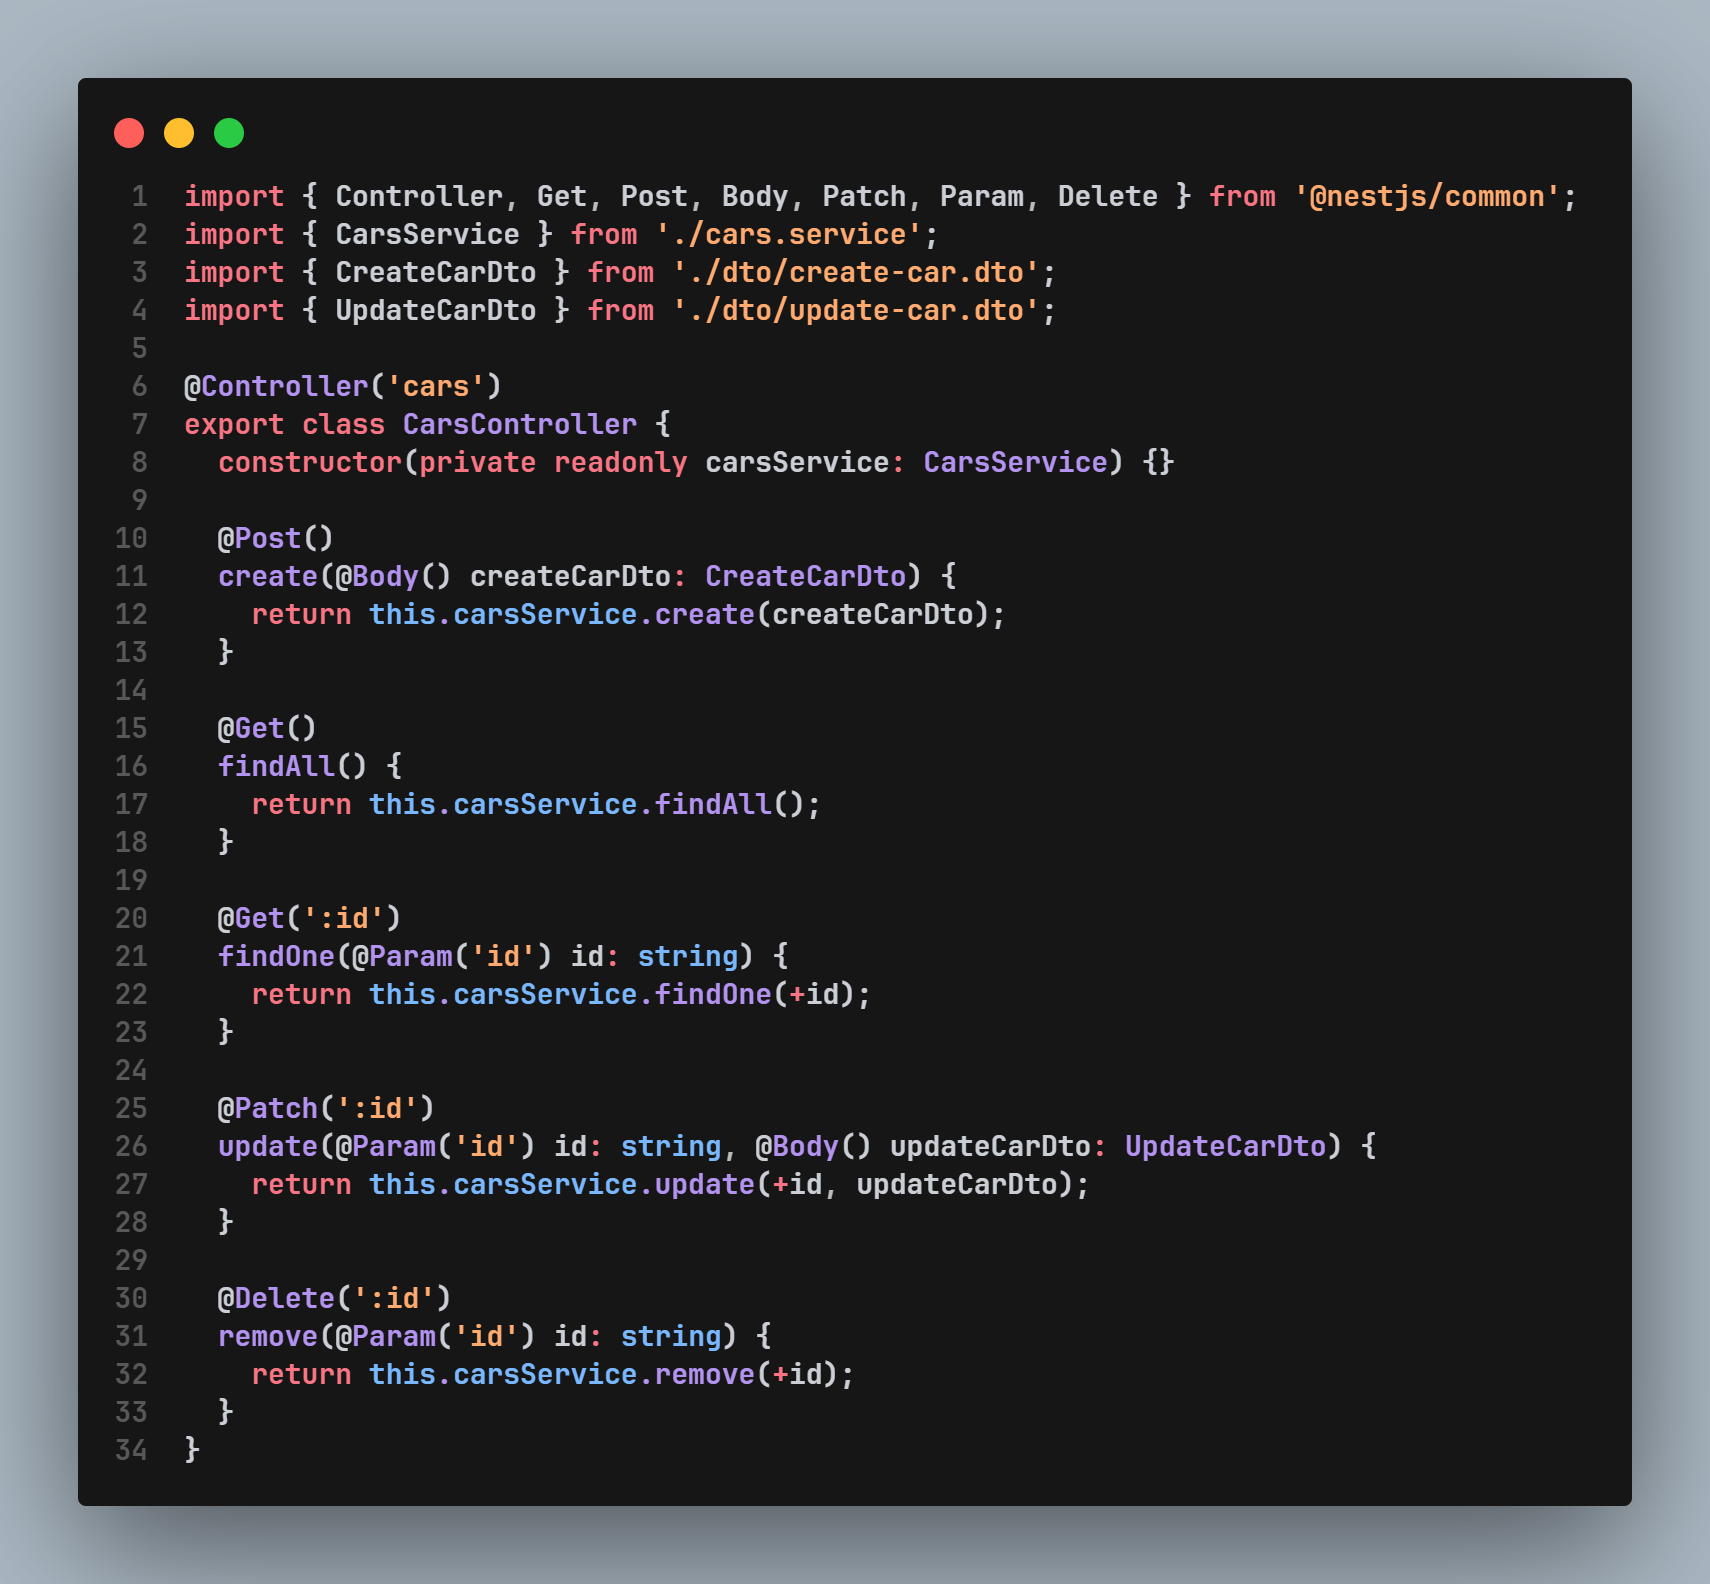 1 import { Controller, Get, Post, Body, Patch, Param, Delete } from '@nestjs/common';
2 import { CarsService } from './cars.service';
3 import { CreateCarDto } from './dto/create-car.dto';
4 import { UpdateCarDto } from './dto/update-car.dto';
5
6 @Controller('cars')
7 export class CarsController {
8   constructor(private readonly carsService: CarsService) {}
9
10   @Post()
11   create(@Body() createCarDto: CreateCarDto) {
12     return this.carsService.create(createCarDto);
13   }
14
15   @Get()
16   findAll() {
17     return this.carsService.findAll();
18   }
19
20   @Get(':id')
21   findOne(@Param('id') id: string) {
22     return this.carsService.findOne(+id);
23   }
24
25   @Patch(':id')
26   update(@Param('id') id: string, @Body() updateCarDto: UpdateCarDto) {
27     return this.carsService.update(+id, updateCarDto);
28   }
29
30   @Delete(':id')
31   remove(@Param('id') id: string) {
32     return this.carsService.remove(+id);
33   }
34 }